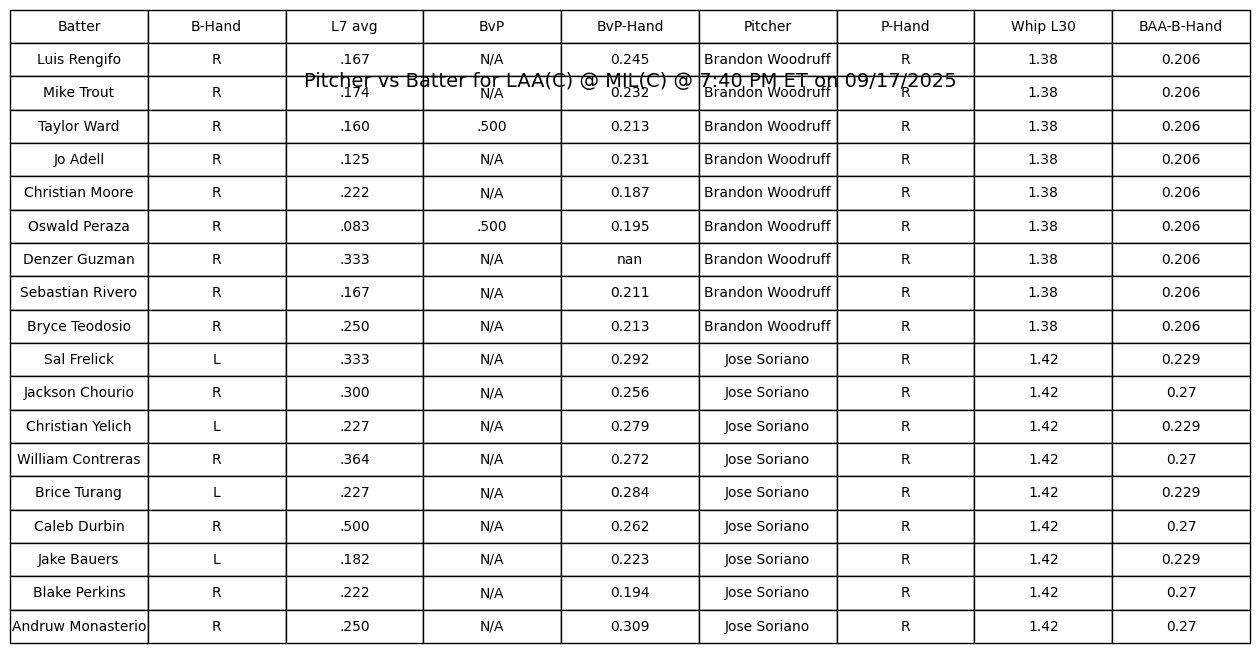 Batter B-Hand L7 avg BvP BvP-Hand Pitcher P-Hand Whip L30 BAA-B-Hand
Luis Rengifo R .167 N/A 0.245 Brandon Woodruff R 1.38 0.206
Pitcher vs Batter for LAA(C) @ MIL(C) @ 7:40 PM ET on 09/17/2025
Mike Trout R .174 N/A 0.232 Brandon Woodruff R 1.38 0.206
Taylor Ward R .160 .500 0.213 Brandon Woodruff R 1.38 0.206
Jo Adell R .125 N/A 0.231 Brandon Woodruff R 1.38 0.206
Christian Moore R .222 N/A 0.187 Brandon Woodruff R 1.38 0.206
Oswald Peraza R .083 .500 0.195 Brandon Woodruff R 1.38 0.206
Denzer Guzman R .333 N/A nan Brandon Woodruff R 1.38 0.206
Sebastian Rivero R .167 N/A 0.211 Brandon Woodruff R 1.38 0.206
Bryce Teodosio R .250 N/A 0.213 Brandon Woodruff R 1.38 0.206
Sal Frelick L .333 N/A 0.292 Jose Soriano R 1.42 0.229
Jackson Chourio R .300 N/A 0.256 Jose Soriano R 1.42 0.27
Christian Yelich L .227 N/A 0.279 Jose Soriano R 1.42 0.229
William Contreras R .364 N/A 0.272 Jose Soriano R 1.42 0.27
Brice Turang L .227 N/A 0.284 Jose Soriano R 1.42 0.229
Caleb Durbin R .500 N/A 0.262 Jose Soriano R 1.42 0.27
Jake Bauers L .182 N/A 0.223 Jose Soriano R 1.42 0.229
Blake Perkins R .222 N/A 0.194 Jose Soriano R 1.42 0.27
Andruw Monasterio R .250 N/A 0.309 Jose Soriano R 1.42 0.27